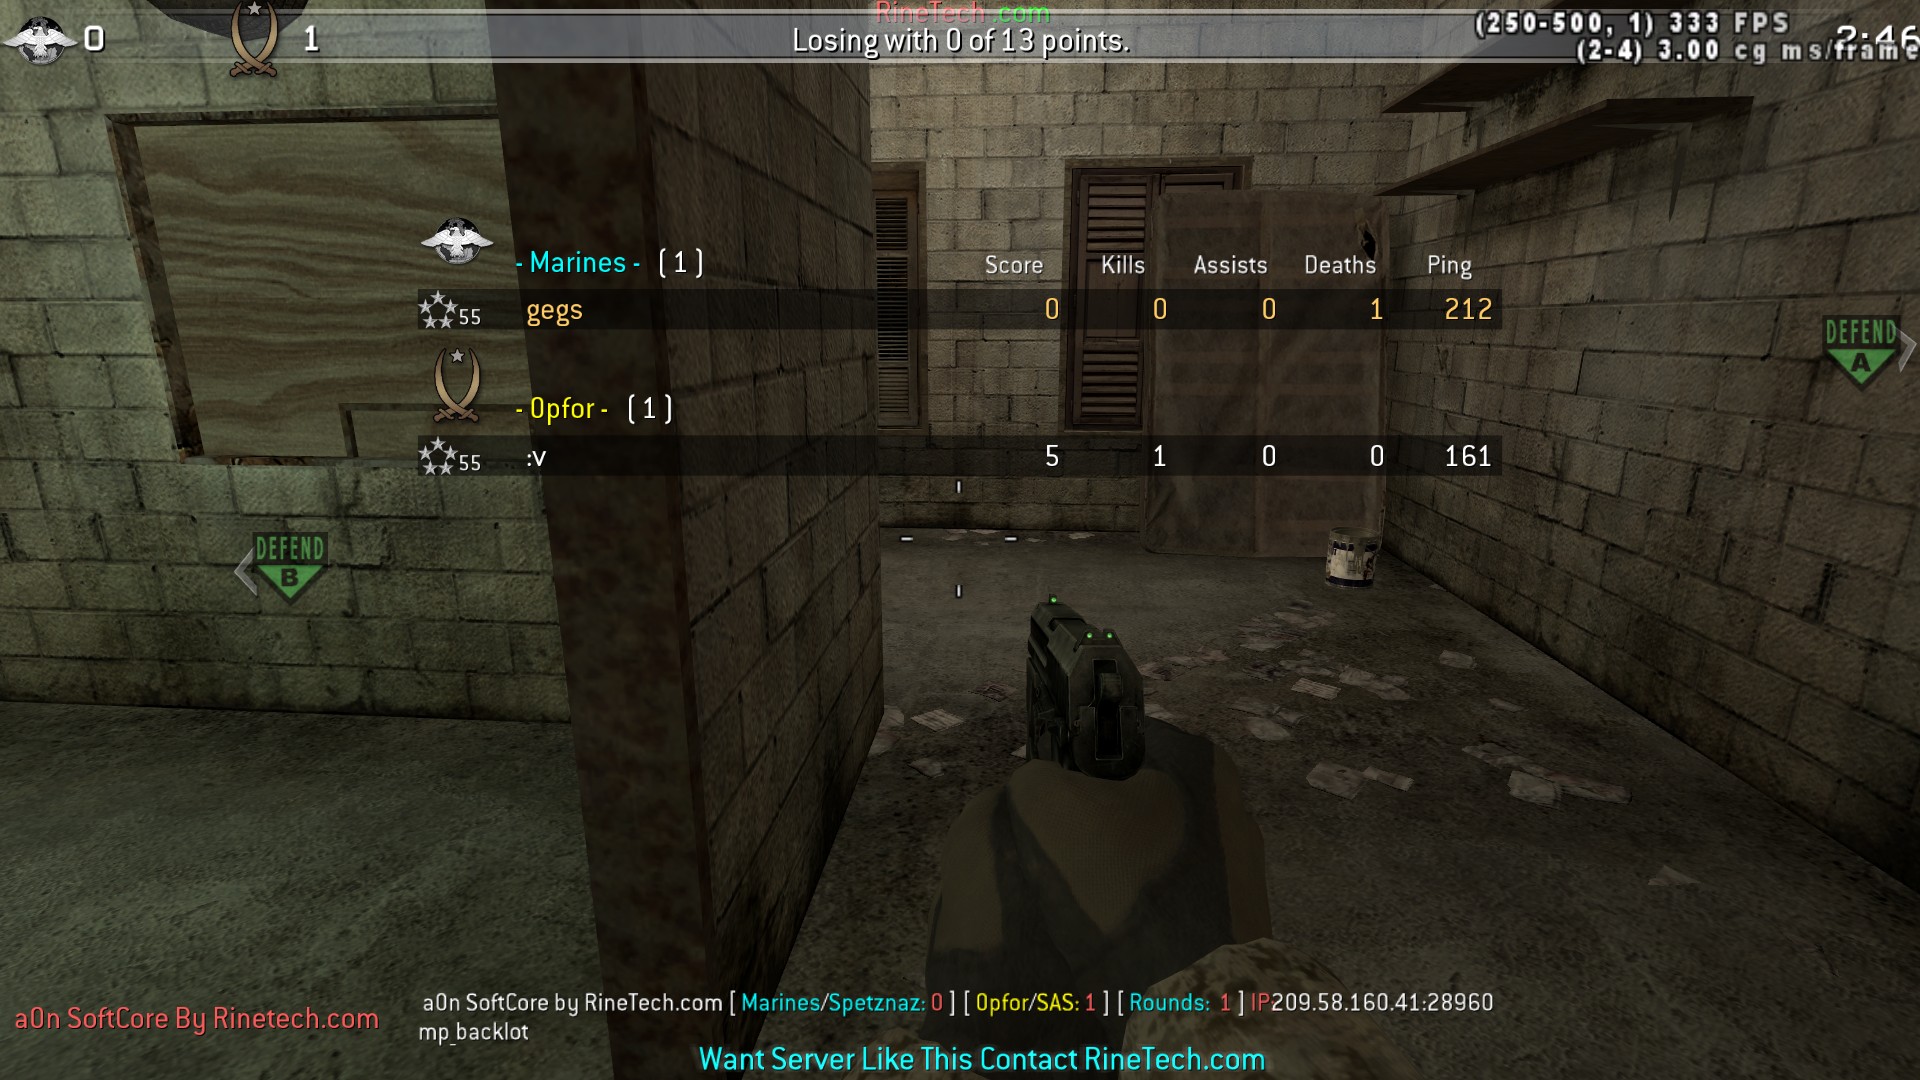 0
1
RineTech.com
Losing with 0 of 13 points.
(250-500, 1) 333 FPS
2:46
(2-4) 3.00 cg ms/frame
- Marines - ( 1 )
Score Kills Assists Deaths Ping
55 gegs 0 0 0 1 212
- Opfor - ( 1 )
55 :v 5 1 0 0 161
DEFEND
A
DEFEND
B
a0n SoftCore By Rinetech.com
a0n SoftCore by RineTech.com [ Marines/Spetznaz: 0 ] [ Opfor/SAS: 1 ] [ Rounds: 1 ] IP:209.58.160.41:28960
mp_backlot
Want Server Like This Contact RineTech.com